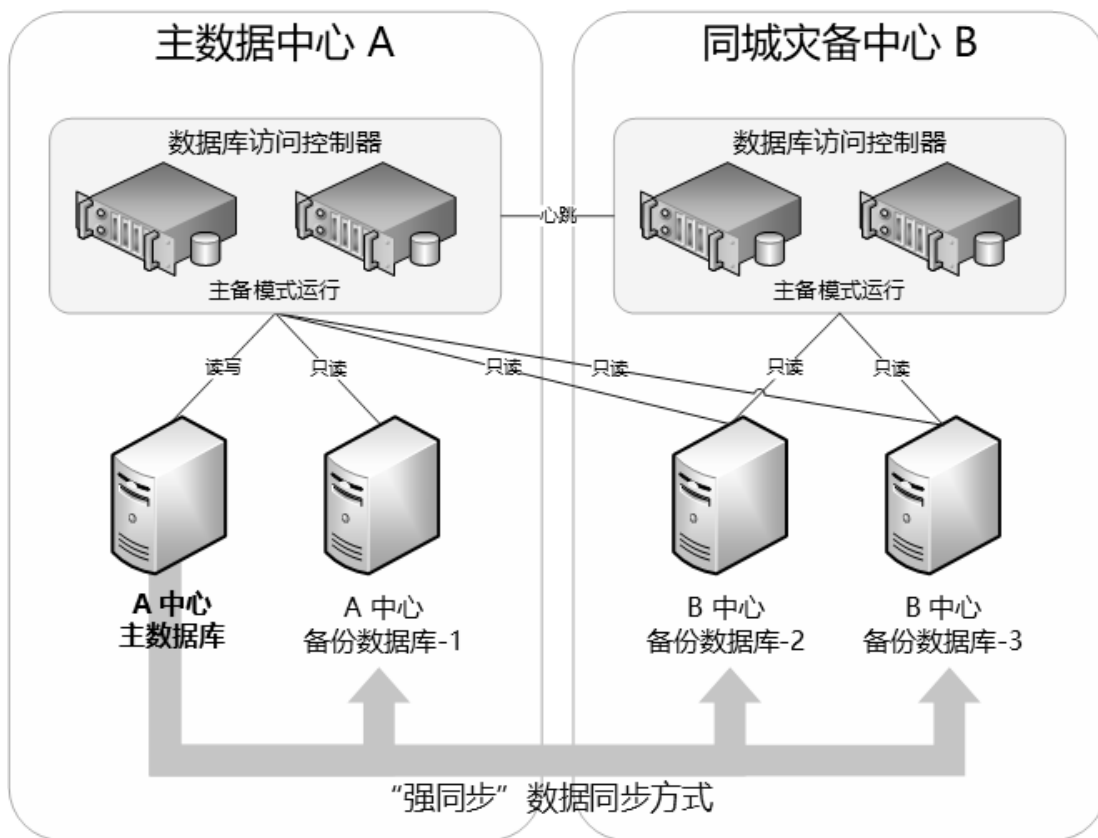 主数据中心 A
同城灾备中心 B
数据库访问控制器
数据库访问控制器
心跳
主备模式运行
主备模式运行
读写
只读
只读
只读
只读
只读
A 中心
主数据库
A 中心
备份数据库-1
B 中心
备份数据库-2
B 中心
备份数据库-3
“强同步”数据同步方式